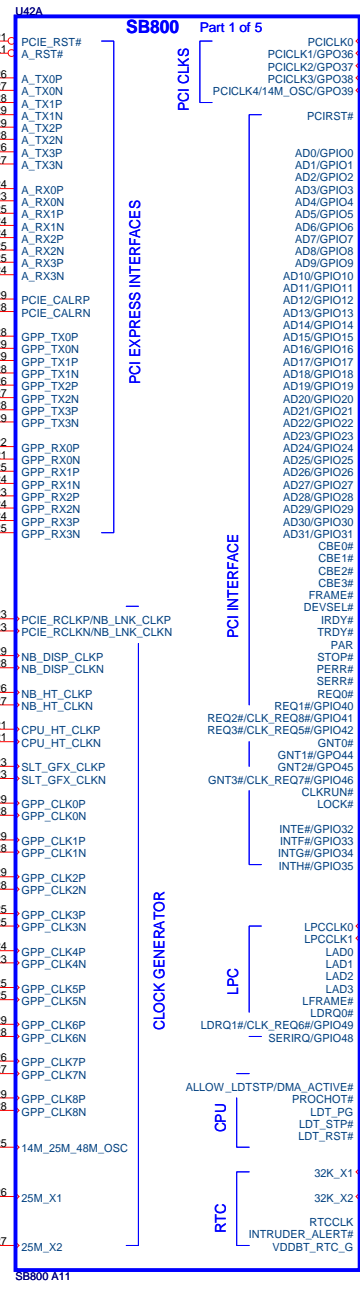 U42A
SB800 Part 1 of 5
PCIE_RST#
A_RST#
A_TX0P
A_TX0N
A_TX1P
A_TX1N
A_TX2P
A_TX2N
A_TX3P
A_TX3N
A_RX0P
A_RX0N
A_RX1P
A_RX1N
A_RX2P
A_RX2N
A_RX3P
A_RX3N
PCIE_CALRP
PCIE_CALRN
GPP_TX0P
GPP_TX0N
GPP_TX1P
GPP_TX1N
GPP_TX2P
GPP_TX2N
GPP_TX3P
GPP_TX3N
GPP_RX0P
GPP_RX0N
GPP_RX1P
GPP_RX1N
GPP_RX2P
GPP_RX2N
GPP_RX3P
GPP_RX3N
PCI EXPRESS INTERFACES
PCIE_RCLKP/NB_LNK_CLKP
PCIE_RCLKN/NB_LNK_CLKN
NB_DISP_CLKP
NB_DISP_CLKN
NB_HT_CLKP
NB_HT_CLKN
CPU_HT_CLKP
CPU_HT_CLKN
SLT_GFX_CLKP
SLT_GFX_CLKN
GPP_CLK0P
GPP_CLK0N
GPP_CLK1P
GPP_CLK1N
GPP_CLK2P
GPP_CLK2N
GPP_CLK3P
GPP_CLK3N
GPP_CLK4P
GPP_CLK4N
GPP_CLK5P
GPP_CLK5N
GPP_CLK6P
GPP_CLK6N
GPP_CLK7P
GPP_CLK7N
GPP_CLK8P
GPP_CLK8N
14M_25M_48M_OSC
25M_X1
25M_X2
CLOCK GENERATOR
PCI CLKS
PCICLK0
PCICLK1/GPO36
PCICLK2/GPO37
PCICLK3/GPO38
PCICLK4/14M_OSC/GPO39
PCIRST#
AD0/GPIO0
AD1/GPIO1
AD2/GPIO2
AD3/GPIO3
AD4/GPIO4
AD5/GPIO5
AD6/GPIO6
AD7/GPIO7
AD8/GPIO8
AD9/GPIO9
AD10/GPIO10
AD11/GPIO11
AD12/GPIO12
AD13/GPIO13
AD14/GPIO14
AD15/GPIO15
AD16/GPIO16
AD17/GPIO17
AD18/GPIO18
AD19/GPIO19
AD20/GPIO20
AD21/GPIO21
AD22/GPIO22
AD23/GPIO23
AD24/GPIO24
AD25/GPIO25
AD26/GPIO26
AD27/GPIO27
AD28/GPIO28
AD29/GPIO29
AD30/GPIO30
AD31/GPIO31
CBE0#
CBE1#
CBE2#
CBE3#
FRAME#
DEVSEL#
IRDY#
TRDY#
PAR
STOP#
PERR#
SERR#
REQ0#
REQ1#/GPIO40
REQ2#/CLK_REQ8#/GPIO41
REQ3#/CLK_REQ5#/GPIO42
GNT0#
GNT1#/GPO44
GNT2#/GPO45
GNT3#/CLK_REQ7#/GPIO46
CLKRUN#
LOCK#
INTE#/GPIO32
INTF#/GPIO33
INTG#/GPIO34
INTH#/GPIO35
PCI INTERFACE
LPC
LPCCLK0
LPCCLK1
LAD0
LAD1
LAD2
LAD3
LFRAME#
LDRQ0#
LDRQ1#/CLK_REQ6#/GPIO49
SERIRQ/GPIO48
CPU
ALLOW_LDTSTP/DMA_ACTIVE#
PROCHOT#
LDT_PG
LDT_STP#
LDT_RST#
RTC
32K_X1
32K_X2
RTCCLK
INTRUDER_ALERT#
VDDBT_RTC_G
SB800 A11